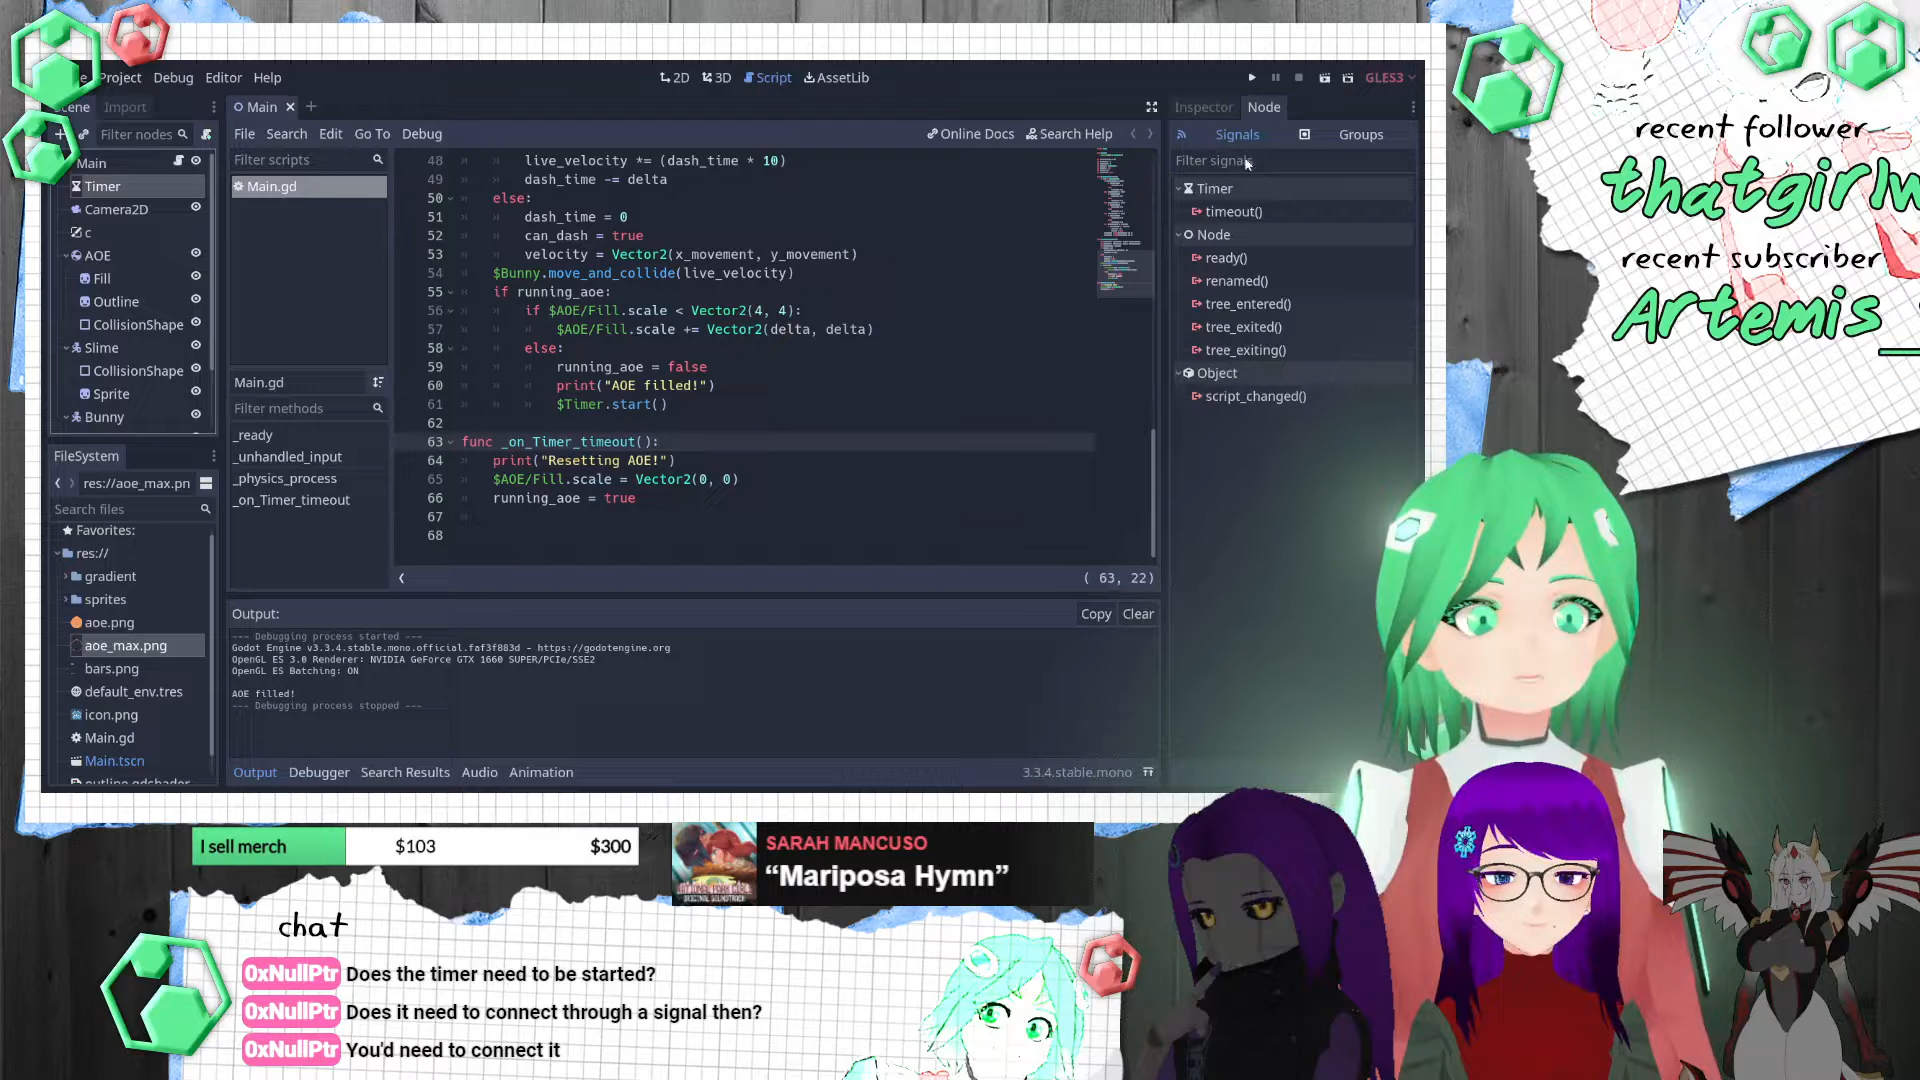 Project Debug Editor Help
2D 3D Script AssetLib
GLES3
Scene Import
Filter nodes
Main
Timer
Camera2D
c
AOE
Fill
Outline
CollisionShape
Slime
CollisionShape
Sprite
Bunny
FileSystem
res://aoe_max.pn
Search files
Favorites:
res://
gradient
sprites
aoe.png
aoe_max.png
bars.png
default_env.tres
icon.png
Main.gd
Main.tscn
outline.gdshader
Main
File Search Edit Go To Debug
Online Docs Search Help
Filter scripts
Main.gd
Main.gd
Filter methods
_ready
_unhandled_input
_physics_process
_on_Timer_timeout
48 live_velocity *= (dash_time * 10)
49 dash_time -= delta
50 else:
51 dash_time = 0
52 can_dash = true
53 velocity = Vector2(x_movement, y_movement)
54 $Bunny.move_and_collide(live_velocity)
55 if running_aoe:
56 if $AOE/Fill.scale < Vector2(4, 4):
57 $AOE/Fill.scale += Vector2(delta, delta)
58 else:
59 running_aoe = false
60 print("AOE filled!")
61 $Timer.start()
62
63 func _on_Timer_timeout():
64 print("Resetting AOE!")
65 $AOE/Fill.scale = Vector2(0, 0)
66 running_aoe = true
67
68
( 63, 22)
Output:
Copy Clear
--- Debugging process started ---
Godot Engine v3.3.4.stable.mono.official.faf3f883d - https://godotengine.org
OpenGL ES 3.0 Renderer: NVIDIA GeForce GTX 1660 SUPER/PCIe/SSE2
OpenGL ES Batching: ON
AOE filled!
--- Debugging process stopped ---
Output Debugger Search Results Audio Animation
3.3.4.stable.mono
Inspector Node
Signals Groups
Filter signals
Timer
timeout()
Node
ready()
renamed()
tree_entered()
tree_exited()
tree_exiting()
Object
script_changed()
recent follower
thatgirlw
recent subscriber
Artemis_
I sell merch $103 $300
SARAH MANCUSO
“Mariposa Hymn”
chat
0xNullPtr Does the timer need to be started?
0xNullPtr Does it need to connect through a signal then?
0xNullPtr You'd need to connect it